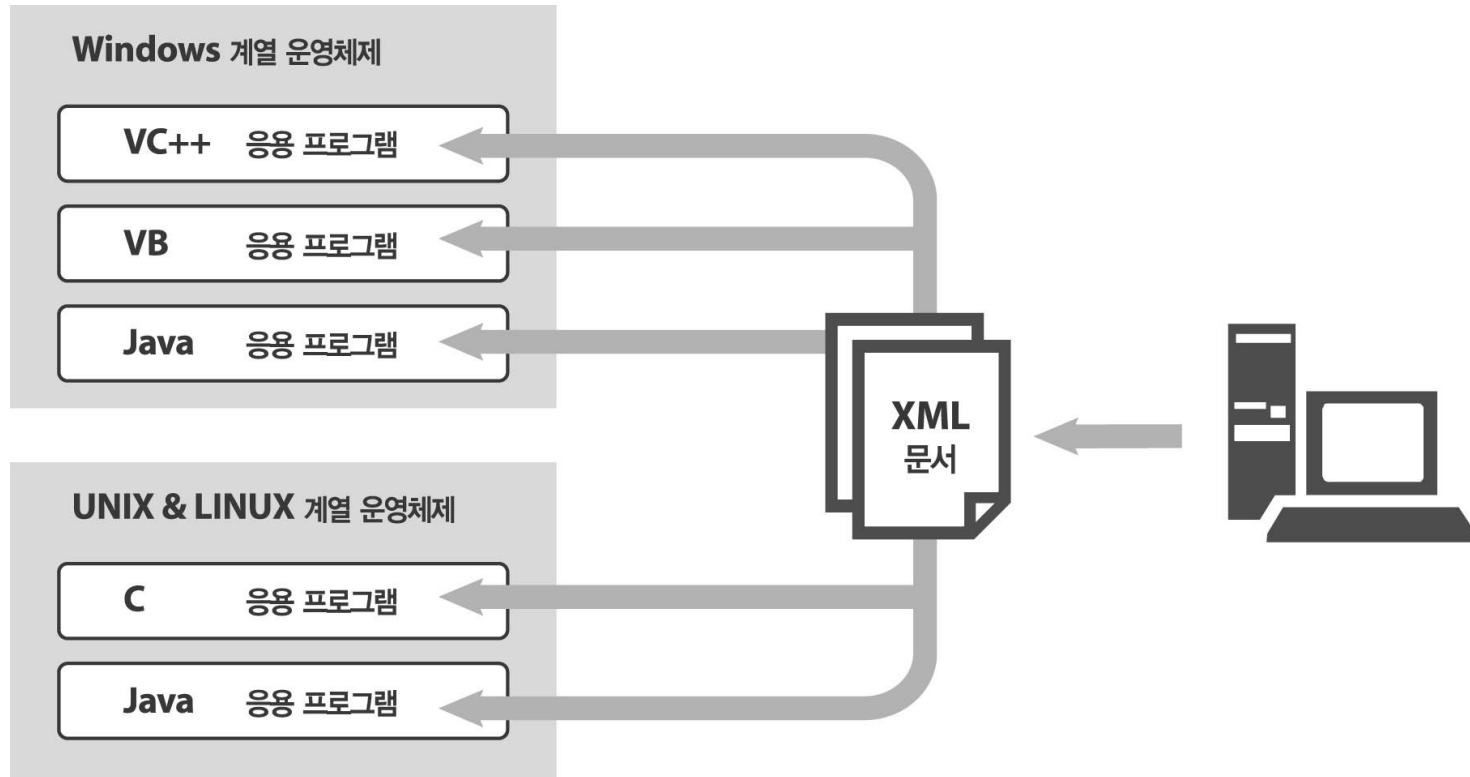 Windows 계열 운영체제
VC++ 응용 프로그램
VB 응용 프로그램
Java 응용 프로그램
XML
문서
UNIX & LINUX 계열 운영체제
C 응용 프로그램
Java 응용 프로그램